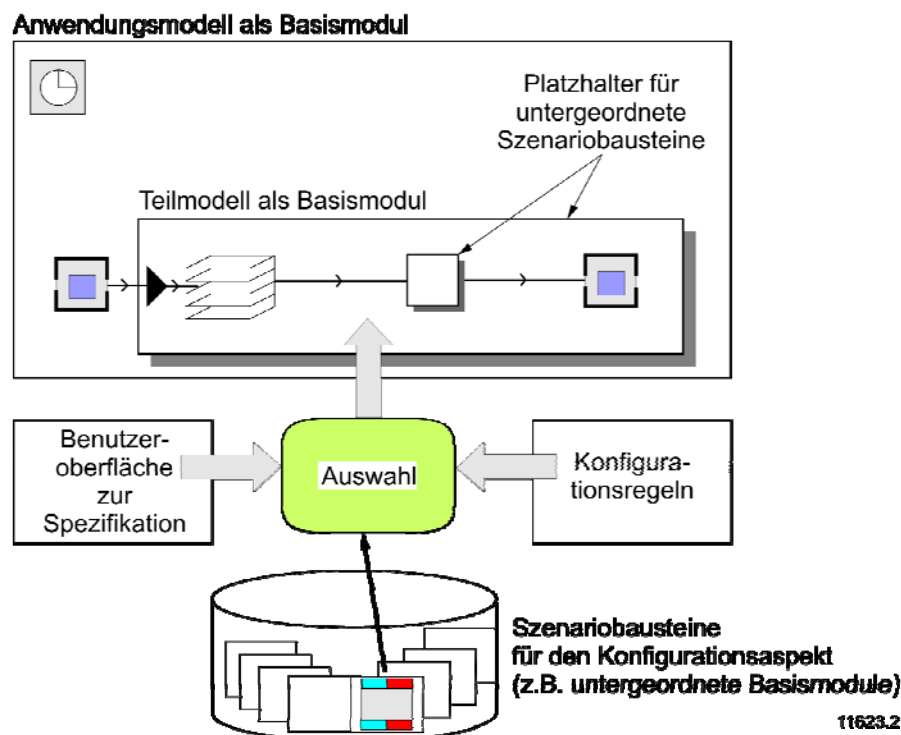 Anwendungsmodell als Basismodul
Platzhalter für
untergeordnete
Szenariobausteine
Teilmodell als Basismodul
Benutzer-
oberfläche
zur
Spezifikation
Auswahl
Konfigura-
tionsregeln
Szenariobausteine
für den Konfigurationsaspekt
(z.B. untergeordnete Basismodule)
11623.2